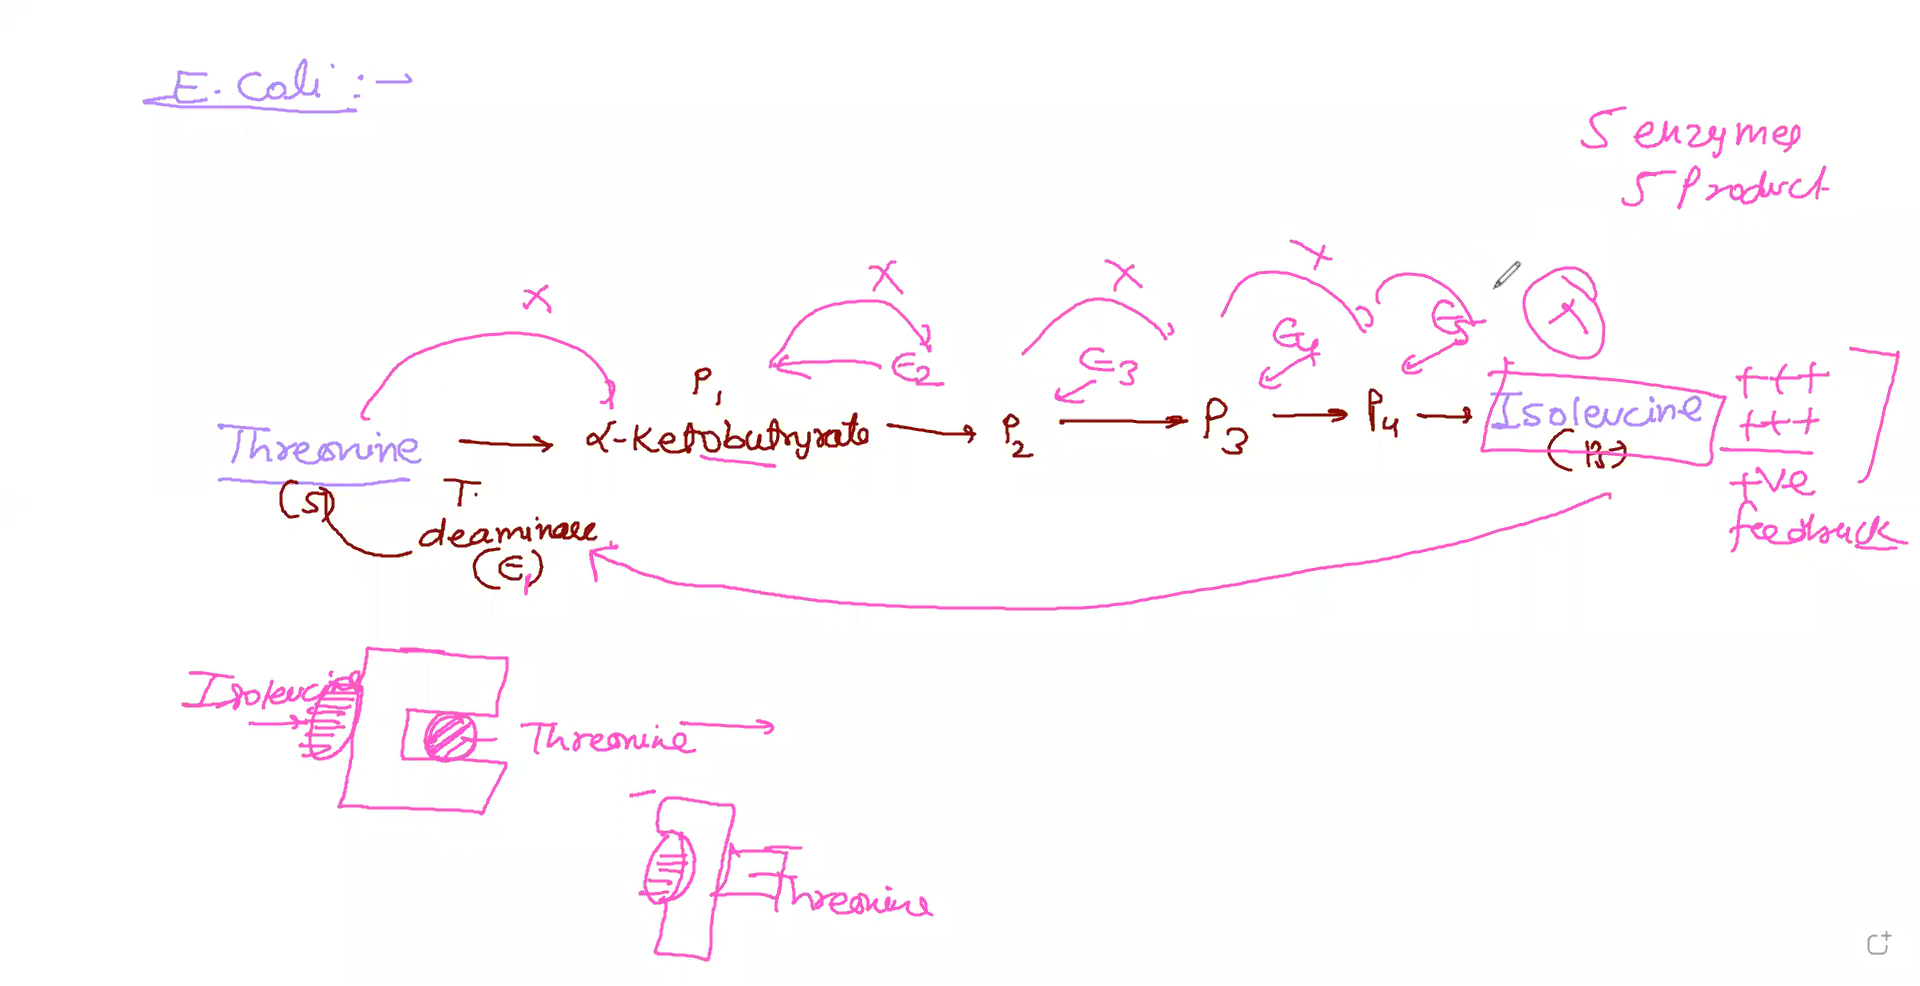 E. Coli :→
5 enzymes
5 Product
X X X X X
E2 E3 E4 E5
P1
Threonine → α-Ketobutyrate → P2 → P3 → P4 → Isoleucine
+++
+++
(S) T.
deaminase
(E1)
+ve
feedback
Isoleucine
Threonine →
Threonine